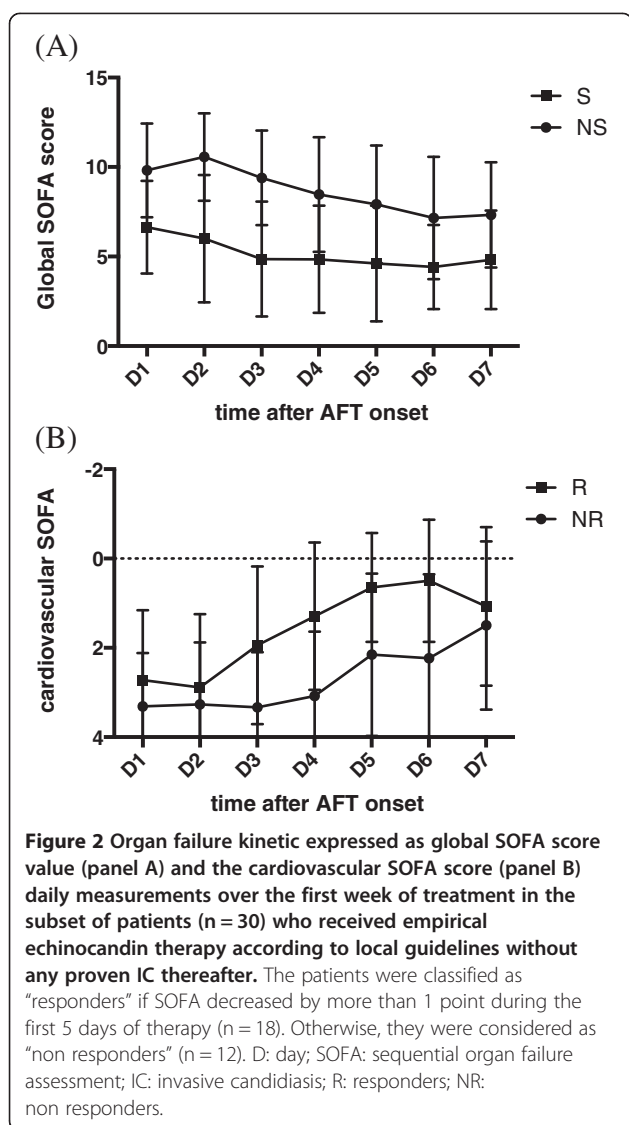 (A)
15
10
5
0
Global SOFA score
S
NS
D1
D2
D3
D4
D5
D6
D7
time after AFT onset
(B)
-2
0
2
4
cardiovascular SOFA
R
NR
D1
D2
D3
D4
D5
D6
D7
time after AFT onset
Figure 2 Organ failure kinetic expressed as global SOFA score
value (panel A) and the cardiovascular SOFA score (panel B)
daily measurements over the first week of treatment in the
subset of patients (n = 30) who received empirical
echinocandin therapy according to local guidelines without
any proven IC thereafter. The patients were classified as
“responders” if SOFA decreased by more than 1 point during the
first 5 days of therapy (n = 18). Otherwise, they were considered as
“non responders” (n = 12). D: day; SOFA: sequential organ failure
assessment; IC: invasive candidiasis; R: responders; NR:
non responders.